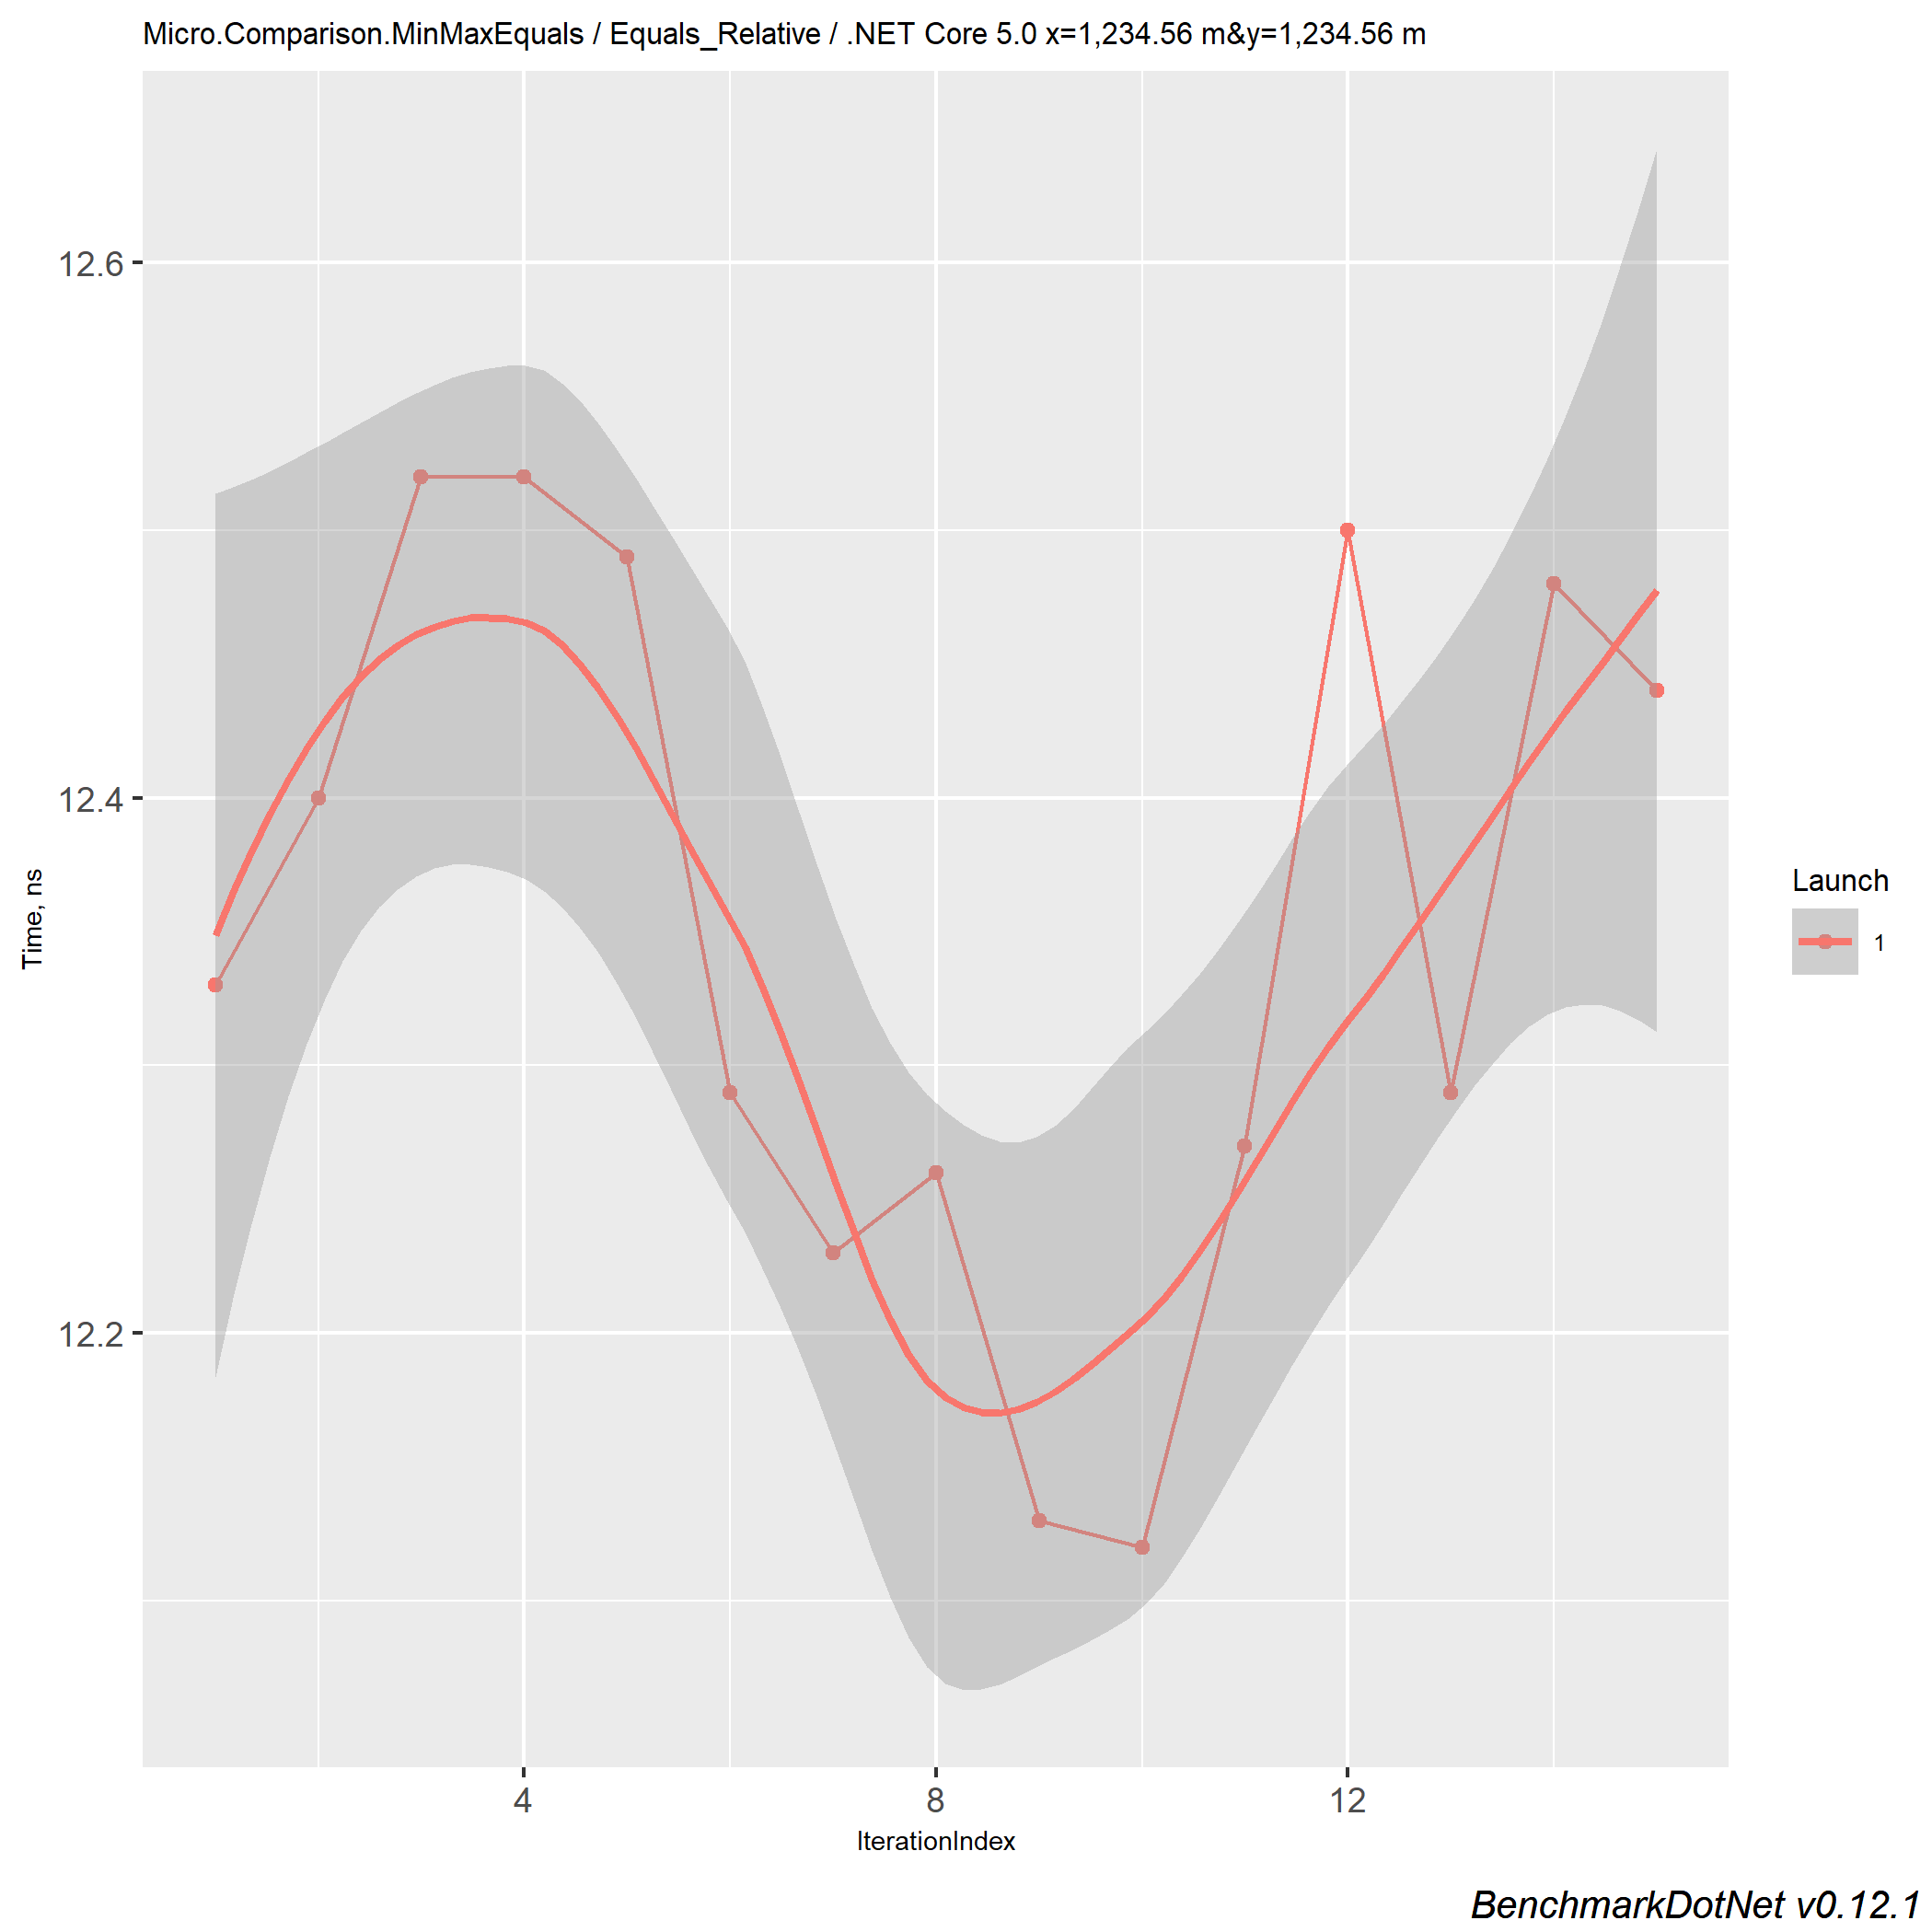 Micro.Comparison.MinMaxEquals / Equals_Relative / .NET Core 5.0 x=1,234.56 m&y=1,234.56 m
12.6
12.4
12.2
Time, ns
4
8
12
IterationIndex
Launch
1
BenchmarkDotNet v0.12.1